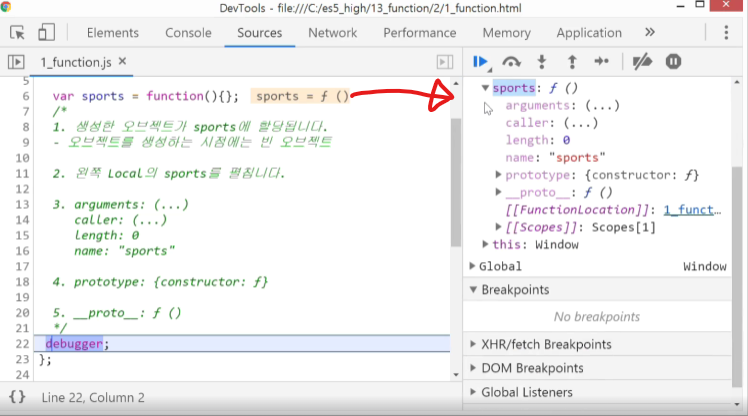 DevTools - file:///C:/es5_high/13_function/2/1_function.html
Elements Console Sources Network Performance Memory Application »
1_function.js ×
5
6 var sports = function(){}; sports = ƒ ()
7 /*
8 1. 생성한 오브젝트가 sports에 할당됩니다.
9 - 오브젝트를 생성하는 시점에는 빈 오브젝트
10
11 2. 왼쪽 Local의 sports를 펼칩니다.
12
13 3. arguments: (...)
14 caller: (...)
15 length: 0
16 name: "sports"
17
18 4. prototype: {constructor: ƒ}
19
20 5. __proto__: ƒ ()
21 */
22 debugger;
23 };
24
{} Line 22, Column 2
sports: ƒ ()
arguments: (...)
caller: (...)
length: 0
name: "sports"
prototype: {constructor: ƒ}
__proto__: ƒ ()
[[FunctionLocation]]: 1_funct…
[[Scopes]]: Scopes[1]
this: Window
Global Window
Breakpoints
No breakpoints
XHR/fetch Breakpoints
DOM Breakpoints
Global Listeners